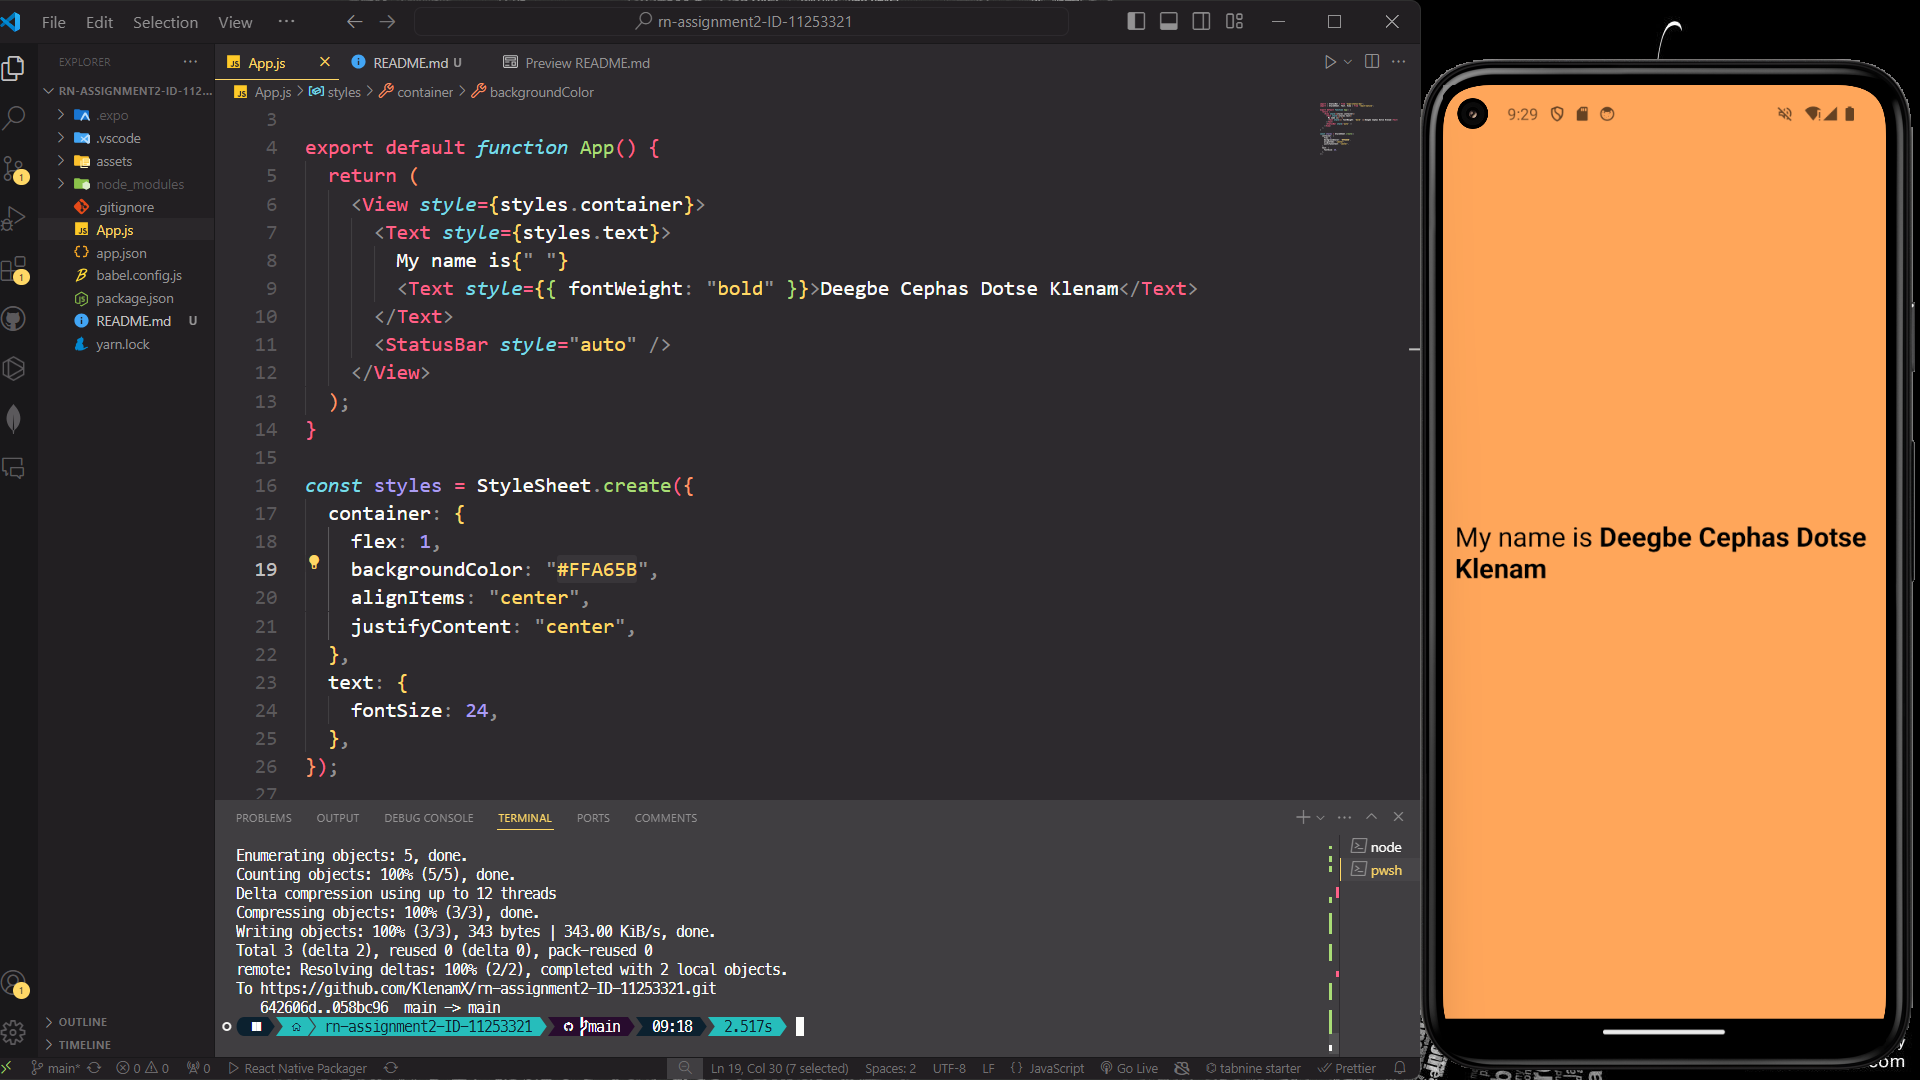 File Edit Selection View ···
rn-assignment2-ID-11253321
EXPLORER ···
RN-ASSIGNMENT2-ID-112...
.expo
.vscode
assets
node_modules
.gitignore
App.js
app.json
babel.config.js
package.json
README.md U
yarn.lock
OUTLINE
TIMELINE
App.js README.md U Preview README.md
App.js > styles > container > backgroundColor
3
4 export default function App() {
5 return (
6 <View style={styles.container}>
7 <Text style={styles.text}>
8 My name is{" "}
9 <Text style={{ fontWeight: "bold" }}>Deegbe Cephas Dotse Klenam</Text>
10 </Text>
11 <StatusBar style="auto" />
12 </View>
13 );
14 }
15
16 const styles = StyleSheet.create({
17 container: {
18 flex: 1,
19 backgroundColor: "#FFA65B",
20 alignItems: "center",
21 justifyContent: "center",
22 },
23 text: {
24 fontSize: 24,
25 },
26 });
27
PROBLEMS OUTPUT DEBUG CONSOLE TERMINAL PORTS COMMENTS
node
pwsh
Enumerating objects: 5, done.
Counting objects: 100% (5/5), done.
Delta compression using up to 12 threads
Compressing objects: 100% (3/3), done.
Writing objects: 100% (3/3), 343 bytes | 343.00 KiB/s, done.
Total 3 (delta 2), reused 0 (delta 0), pack-reused 0
remote: Resolving deltas: 100% (2/2), completed with 2 local objects.
To https://github.com/KlenamX/rn-assignment2-ID-11253321.git
642606d..058bc96 main -> main
rn-assignment2-ID-11253321 main 09:18 2.517s
main* 0 0 0 React Native Packager Ln 19, Col 30 (7 selected) Spaces: 2 UTF-8 LF {} JavaScript Go Live tabnine starter Prettier
9:29
My name is Deegbe Cephas Dotse
Klenam